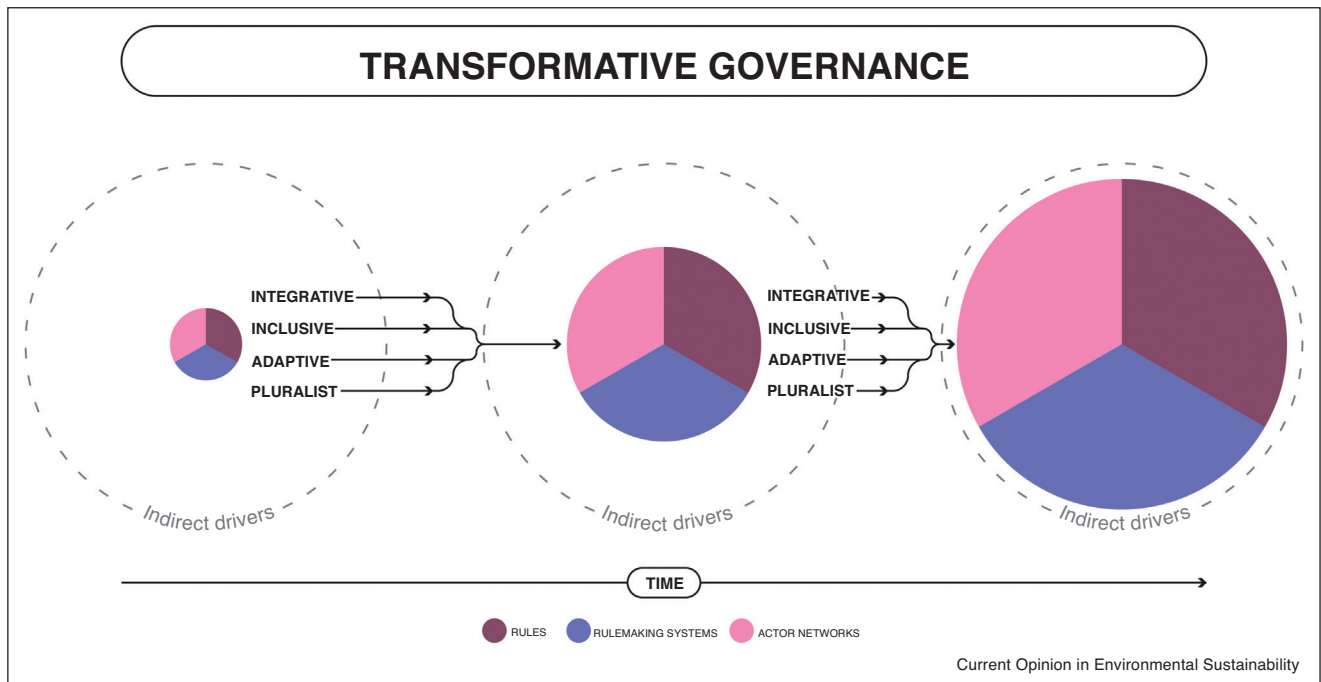 TRANSFORMATIVE GOVERNANCE
INTEGRATIVE
INCLUSIVE
ADAPTIVE
PLURALIST
INTEGRATIVE
INCLUSIVE
ADAPTIVE
PLURALIST
Indirect drivers
Indirect drivers
Indirect drivers
TIME
RULES
RULEMAKING SYSTEMS
ACTOR NETWORKS
Current Opinion in Environmental Sustainability